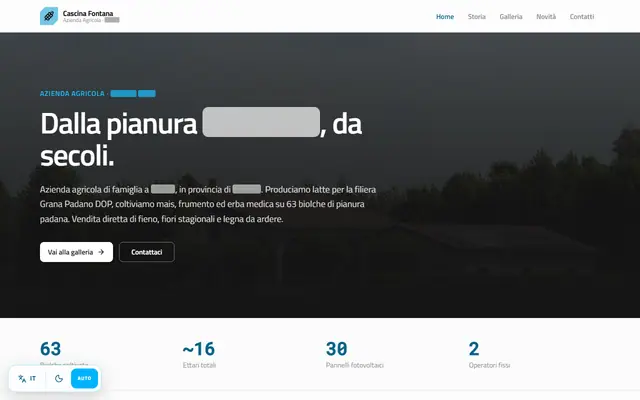 Cascina Fontana
Azienda Agricola ·
Home
Storia
Galleria
Novità
Contatti
AZIENDA AGRICOLA ·
Dalla pianura , da
secoli.
Azienda agricola di famiglia a , in provincia di . Produciamo latte per la filiera
Grana Padano DOP, coltiviamo mais, frumento ed erba medica su 63 biolche di pianura
padana. Vendita diretta di fieno, fiori stagionali e legna da ardere.
Vai alla galleria →
Contattaci
63
~16
30
2
Biolche coltivate
Ettari totali
Pannelli fotovoltaici
Operatori fissi
IT
AUTO